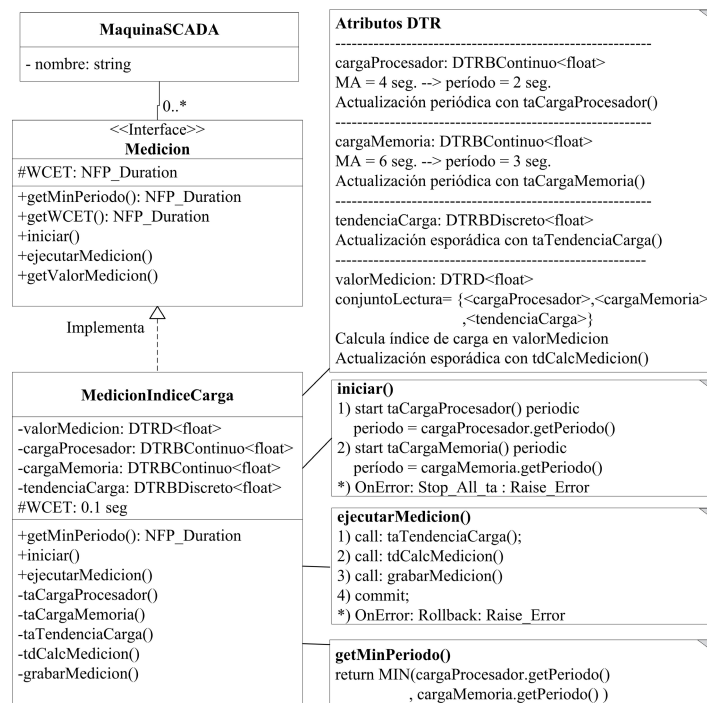 MaquinaSCADA
- nombre: string
0..*
<<Interface>>
Medicion
#WCET: NFP_Duration
+getMinPeriodo(): NFP_Duration
+getWCET(): NFP_Duration
+iniciar()
+ejecutarMedicion()
+getValorMedicion()
Implementa
MedicionIndiceCarga
-valorMedicion: DTRD<float>
-cargaProcesador: DTRBContinuo<float>
-cargaMemoria: DTRBContinuo<float>
-tendenciaCarga: DTRBDiscreto<float>
#WCET: 0.1 seg
+getMinPeriodo(): NFP_Duration
+iniciar()
+ejecutarMedicion()
-taCargaProcesador()
-taCargaMemoria()
-taTendenciaCarga()
-tdCalcMedicion()
-grabarMedicion()
Atributos DTR
----------------------------------------------------------
cargaProcesador: DTRBContinuo<float>
MA = 4 seg. --> período = 2 seg.
Actualización periódica con taCargaProcesador()
----------------------------------------------------------
cargaMemoria: DTRBContinuo<float>
MA = 6 seg. --> período = 3 seg.
Actualización periódica con taCargaMemoria()
----------------------------------------------------------
tendenciaCarga: DTRBDiscreto<float>
Actualización esporádica con taTendenciaCarga()
---------------------------------------------------------
valorMedicion: DTRD<float>
conjuntoLectura= {<cargaProcesador>,<cargaMemoria>
,<tendenciaCarga>}
Calcula índice de carga en valorMedicion
Actualización esporádica con tdCalcMedicion()
iniciar()
1) start taCargaProcesador() periodic
periodo = cargaProcesador.getPeriodo()
2) start taCargaMemoria() periodic
período = cargaMemoria.getPeriodo()
*) OnError: Stop_All_ta : Raise_Error
ejecutarMedicion()
1) call: taTendenciaCarga();
2) call: tdCalcMedicion()
3) call: grabarMedicion()
4) commit;
*) OnError: Rollback: Raise_Error
getMinPeriodo()
return MIN(cargaProcesador.getPeriodo()
, cargaMemoria.getPeriodo() )